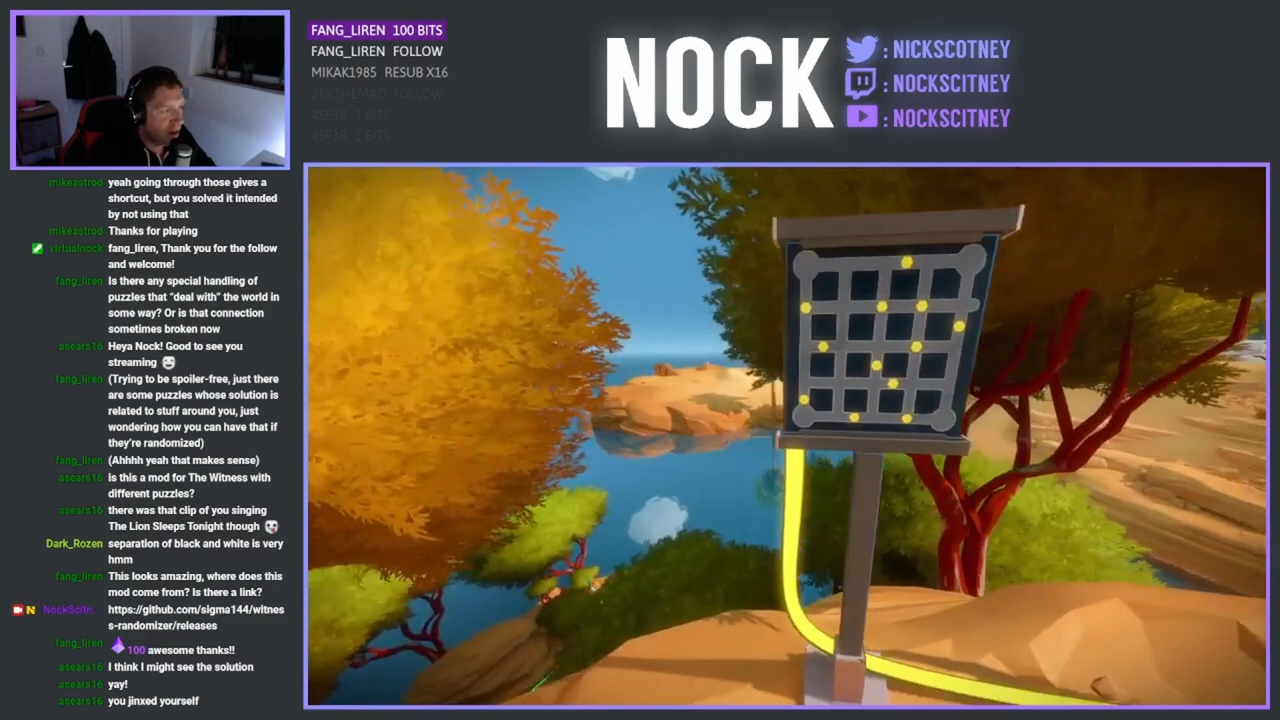 FANG_LIREN 100 BITS
FANG_LIREN FOLLOW
MIKAK1985 RESUB X16
ZEKTHEMAD FOLLOW
4SP3R 1 BITS
4SP3R 1 BITS
NOCK
: NICKSCOTNEY
: NOCKSCITNEY
: NOCKSCITNEY
mikeastrod yeah going through those gives a
shortcut, but you solved it intended
by not using that
mikeastrod Thanks for playing
virtualnock fang_liren, Thank you for the follow
and welcome!
fang_liren Is there any special handling of
puzzles that "deal with" the world in
some way? Or is that connection
sometimes broken now
asears16 Heya Nock! Good to see you
streaming
fang_liren (Trying to be spoiler-free, just there
are some puzzles whose solution is
related to stuff around you, just
wondering how you can have that if
they're randomized)
fang_liren (Ahhhh yeah that makes sense)
asears16 Is this a mod for The Witness with
different puzzles?
asears16 there was that clip of you singing
The Lion Sleeps Tonight though
Dark_Rozen separation of black and white is very
hmm
fang_liren This looks amazing, where does this
mod come from? Is there a link?
N NockScitn... https://github.com/sigma144/witnes
s-randomizer/releases
fang_liren 100 awesome thanks!!
asears16 I think I might see the solution
asears16 yay!
asears16 you jinxed yourself